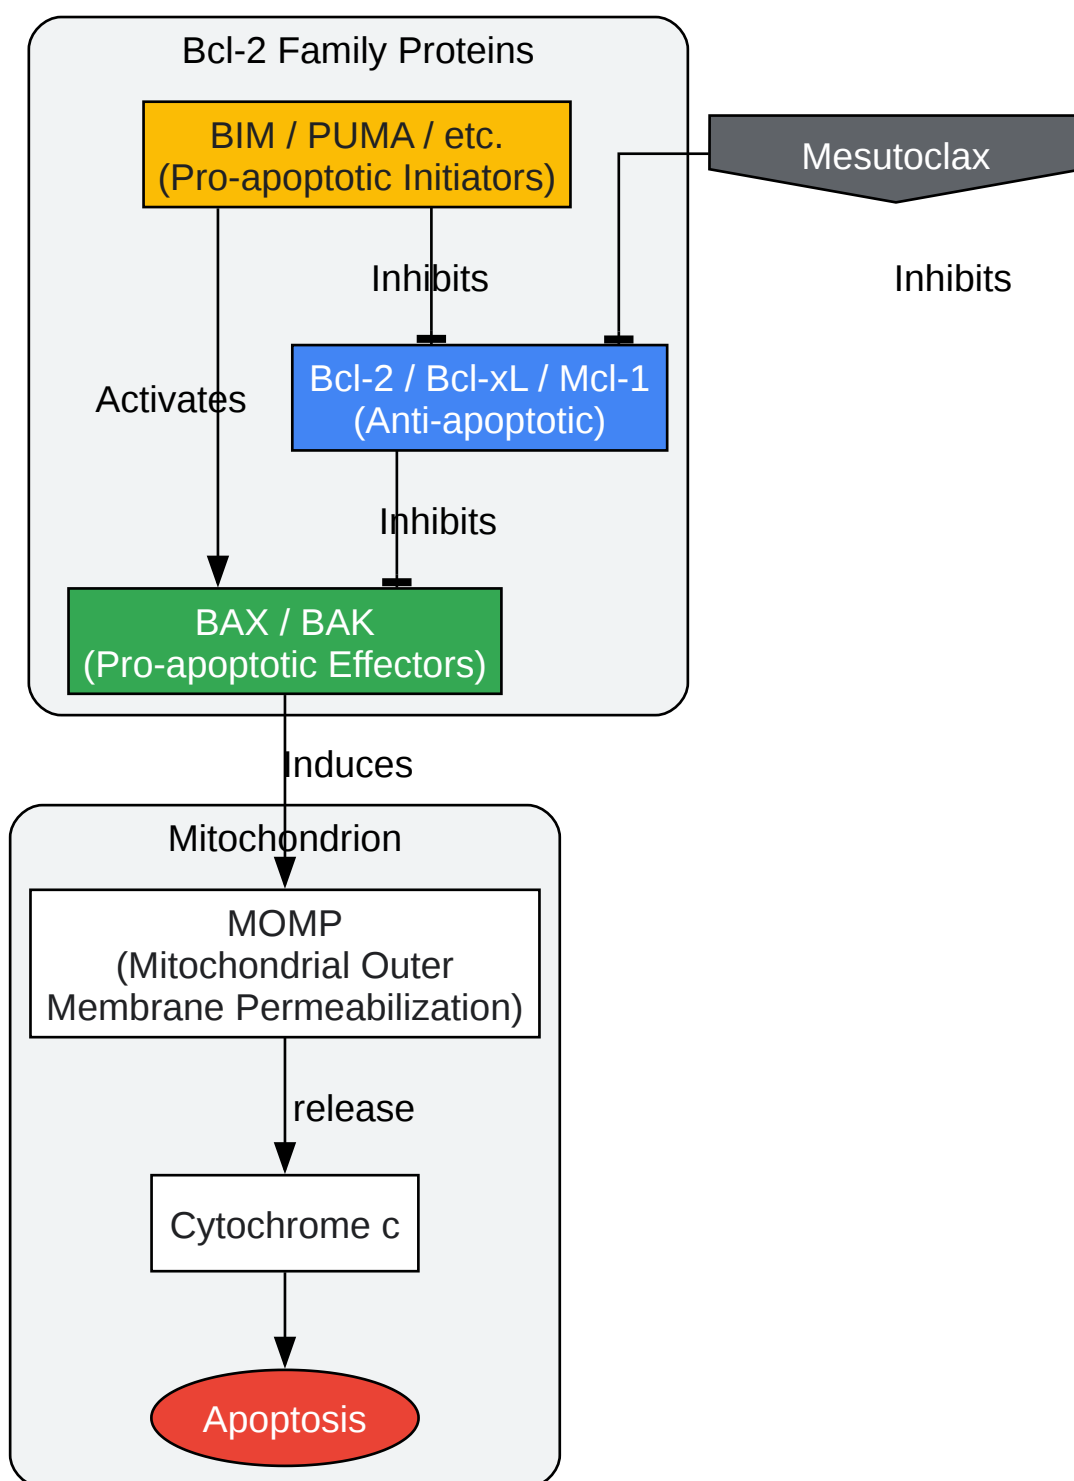 Bcl-2 Family Proteins
BIM / PUMA / etc.
(Pro-apoptotic Initiators)
Mesutoclax
Inhibits
Inhibits
Bcl-2 / Bcl-xL / Mcl-1
(Anti-apoptotic)
Activates
Inhibits
BAX / BAK
(Pro-apoptotic Effectors)
Induces
Mitochondrion
MOMP
(Mitochondrial Outer
Membrane Permeabilization)
release
Cytochrome c
Apoptosis